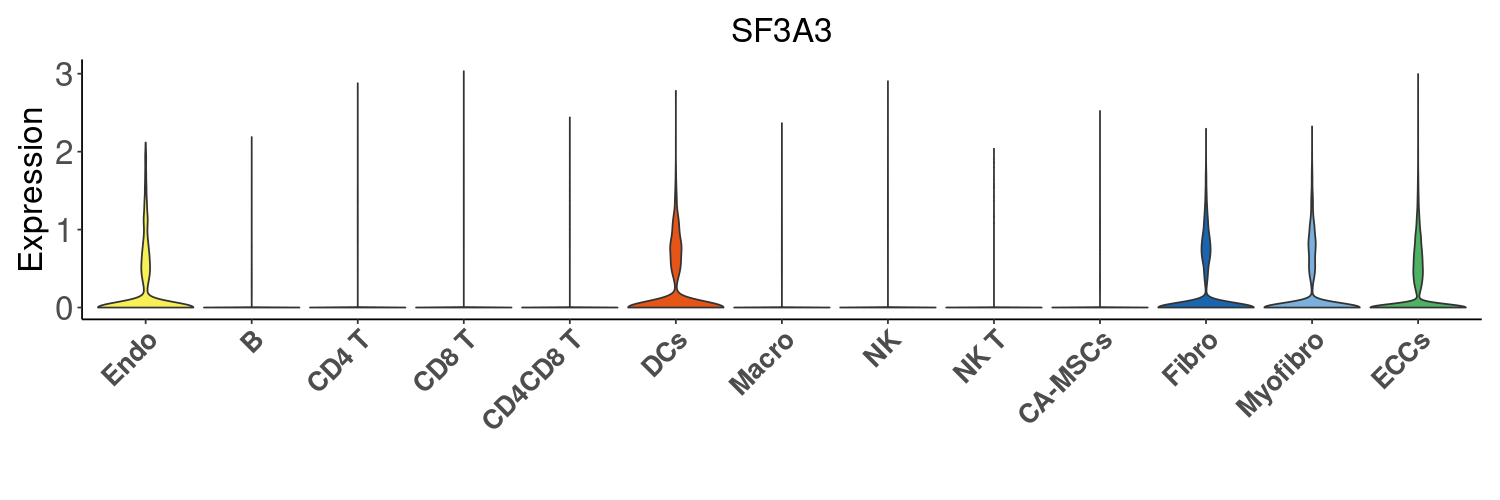 SF3A3
Expression
3
2
1
0
Endo
B
CD4 T
CD8 T
CD4CD8 T
DCs
Macro
NK
NK T
CA-MSCs
Fibro
Myofibro
ECCs